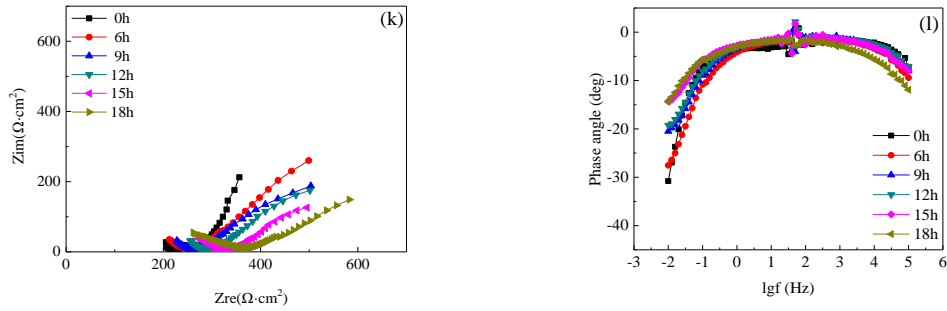 (k)
0h
6h
9h
12h
15h
18h
600
400
200
0
Zim(Ω·cm²)
0 200 400 600
Zre(Ω·cm²)
(l)
0
-10
-20
-30
-40
Phase angle (deg)
0h
6h
9h
12h
15h
18h
-3 -2 -1 0 1 2 3 4 5 6
lgf (Hz)